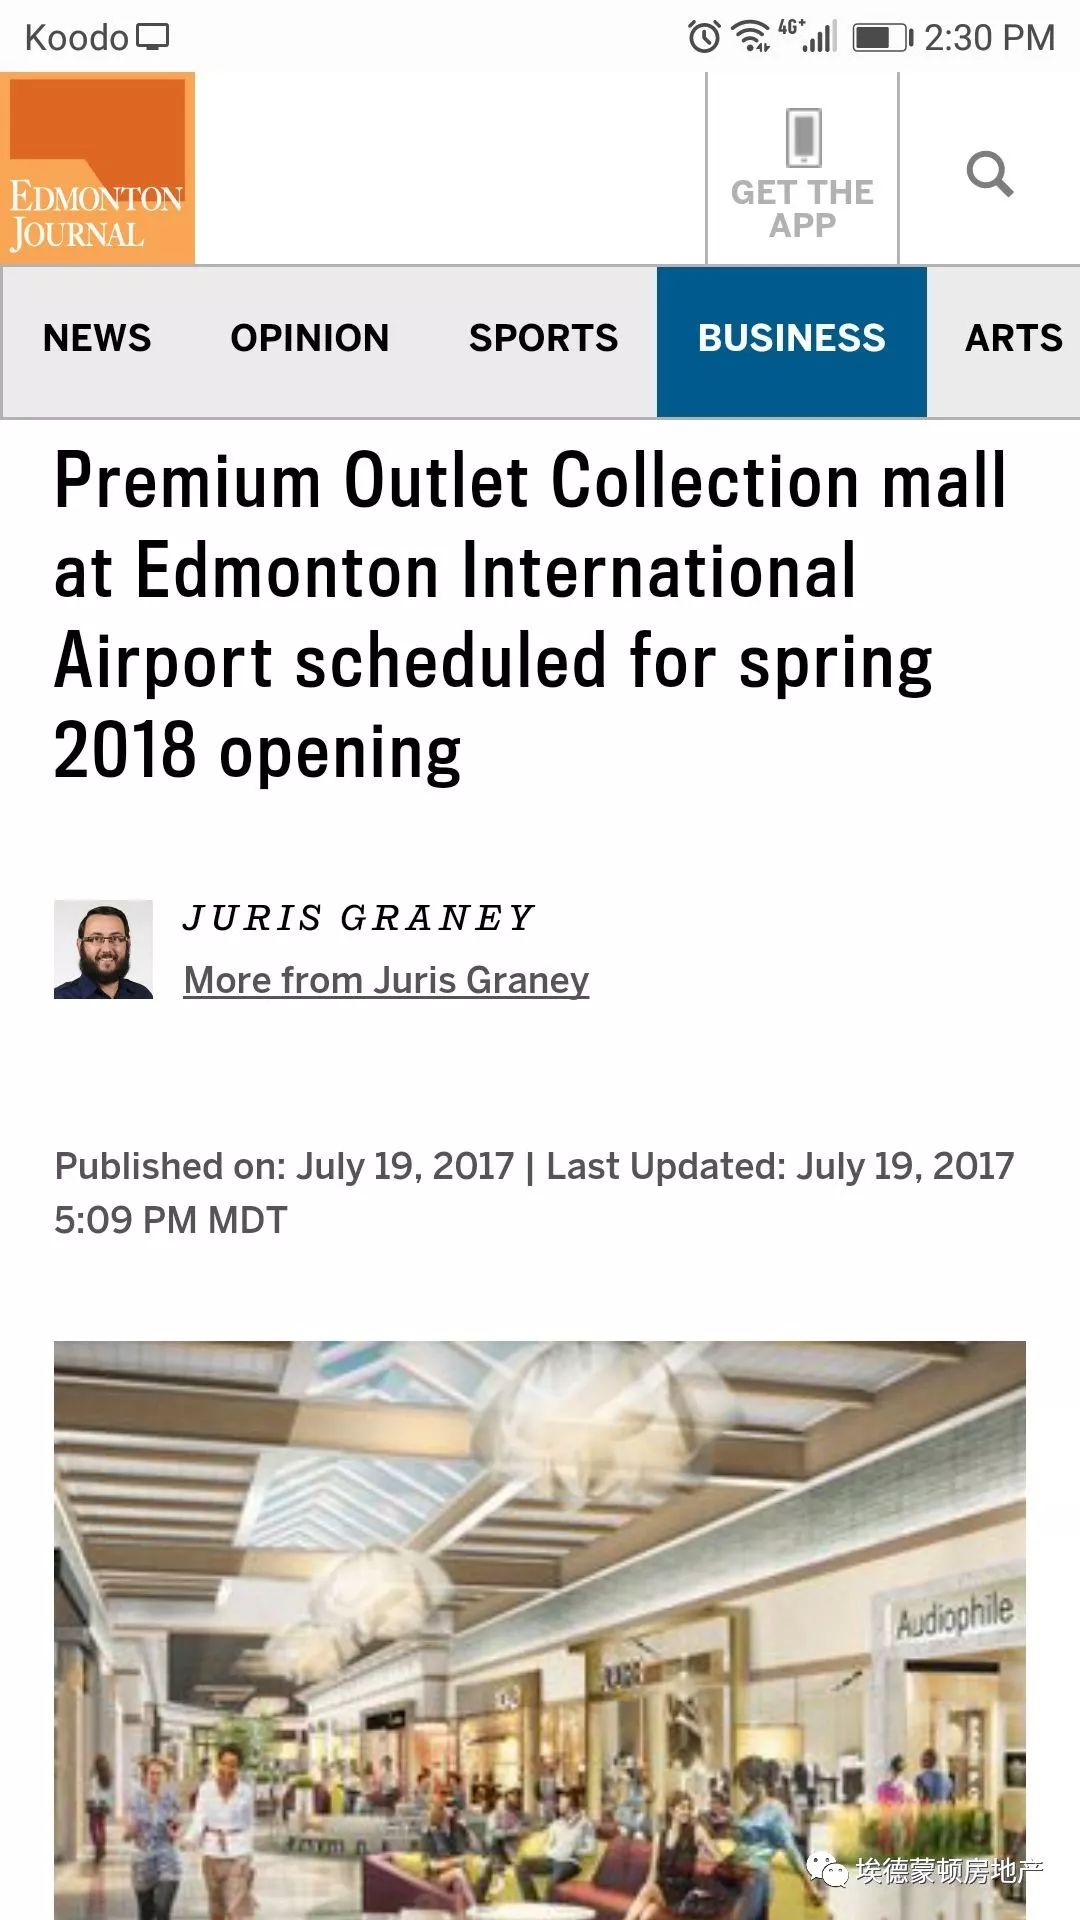 Koodo 4G+ 2:30 PM
EDMONTON
JOURNAL
GET THE
APP
NEWS OPINION SPORTS BUSINESS ARTS
Premium Outlet Collection mall
at Edmonton International
Airport scheduled for spring
2018 opening
JURIS GRANEY
More from Juris Graney
Published on: July 19, 2017 | Last Updated: July 19, 2017
5:09 PM MDT
Audiophile
埃德蒙顿房地产